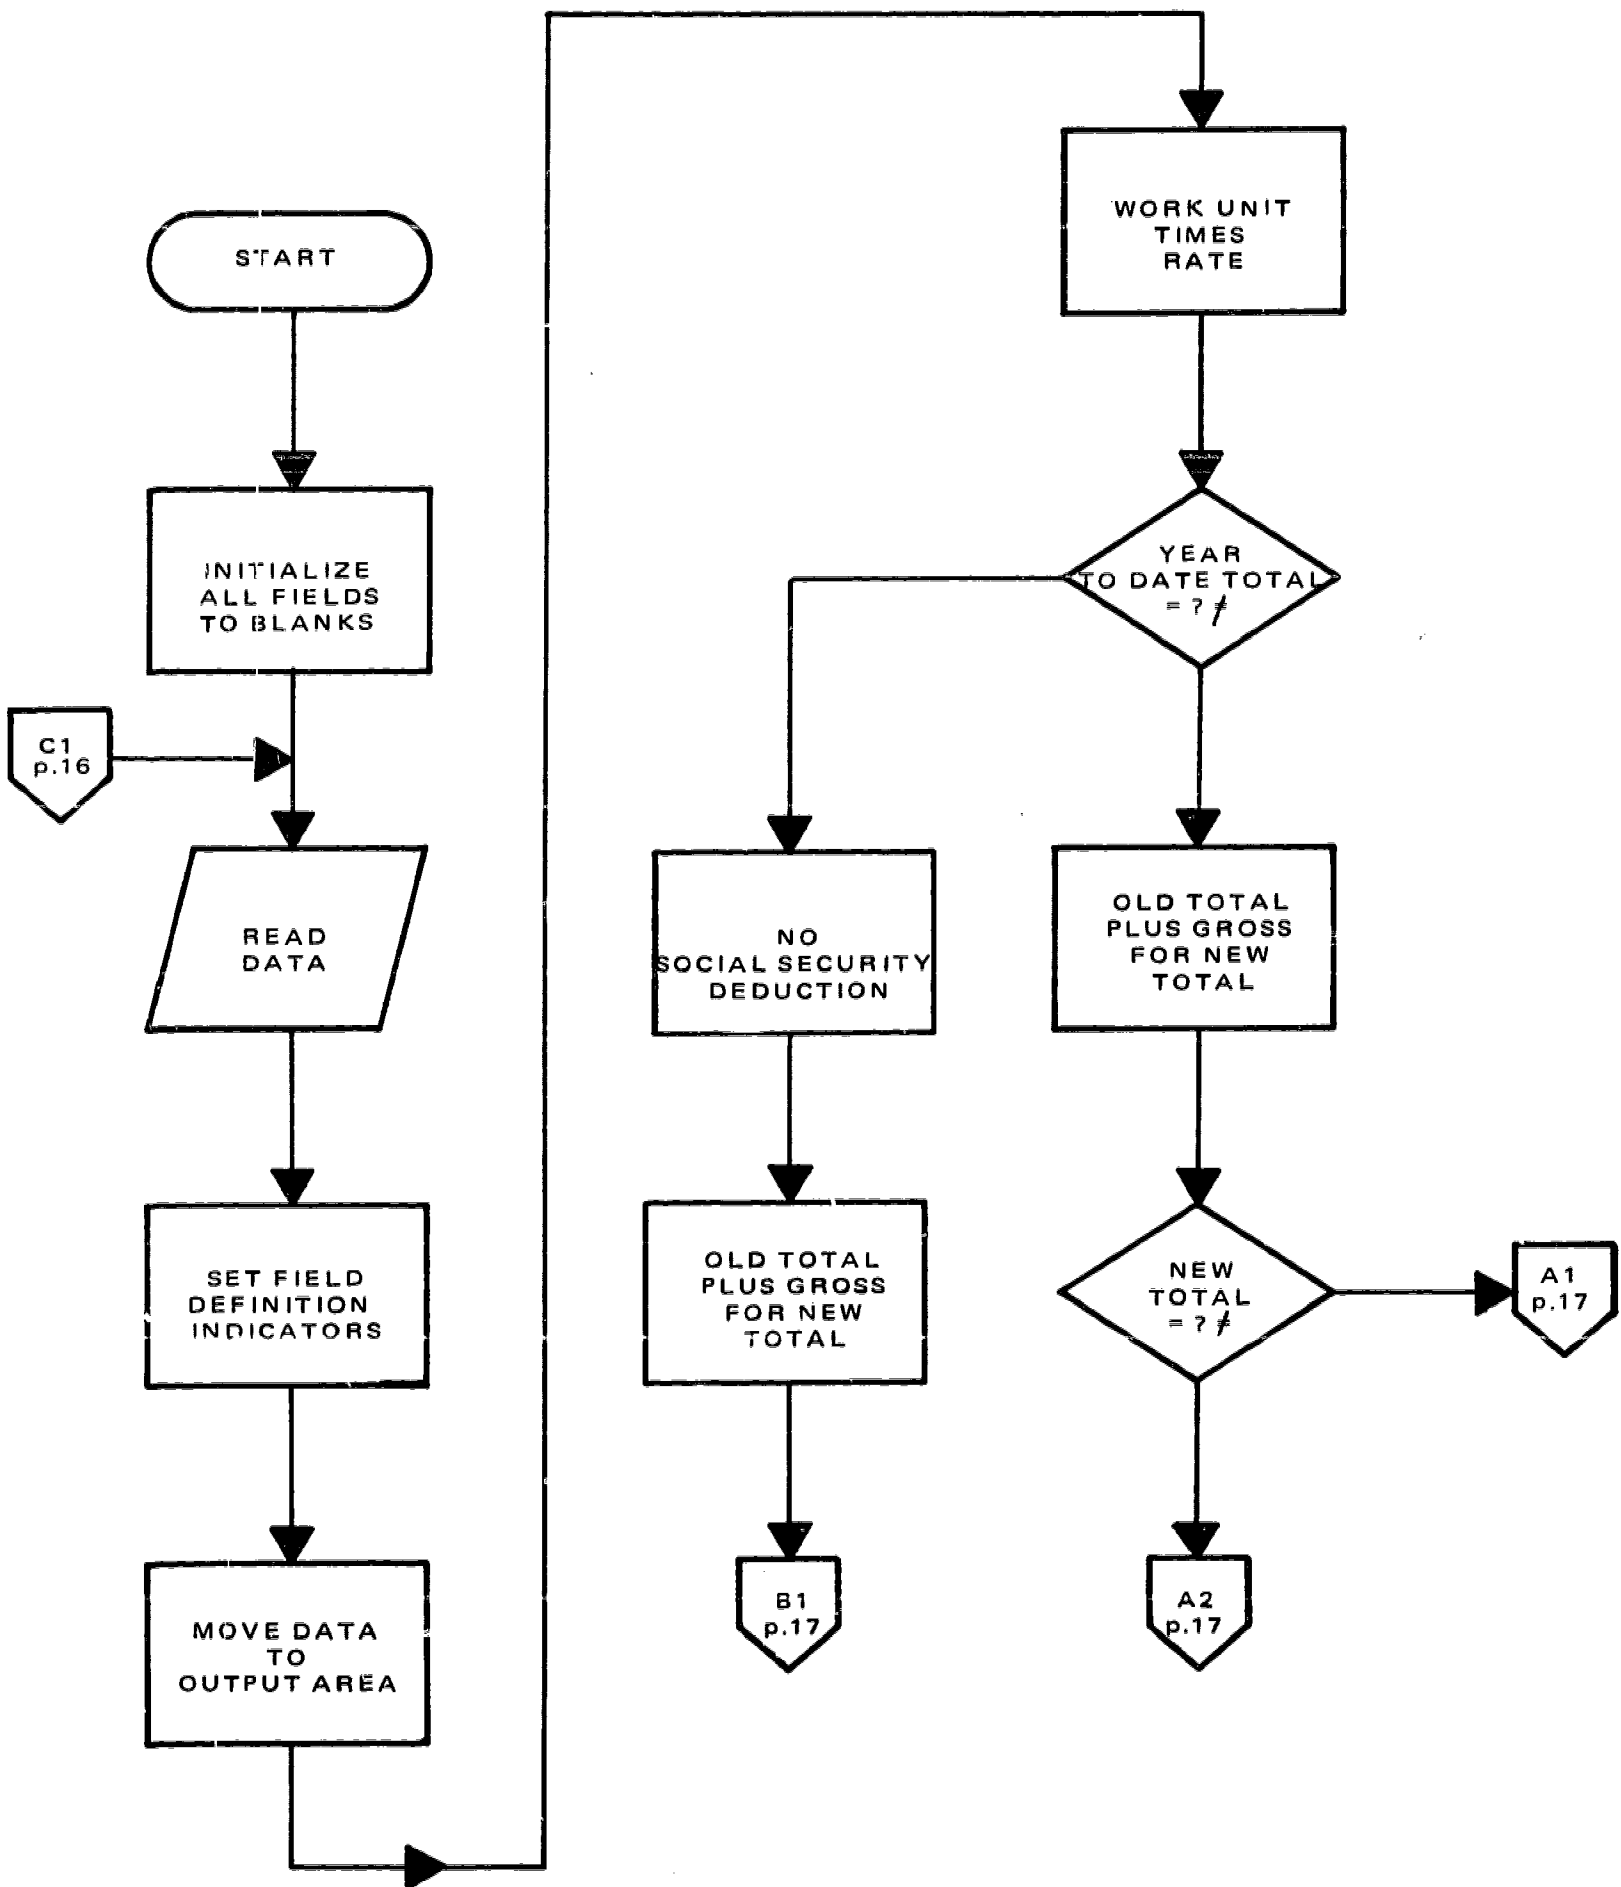 START
INITIALIZE
ALL FIELDS
TO BLANKS
C1
p.16
READ
DATA
SET FIELD
DEFINITION
INDICATORS
MOVE DATA
TO
OUTPUT AREA
WORK UNIT
TIMES
RATE
YEAR
TO DATE TOTAL
= ? ≠
NO
SOCIAL SECURITY
DEDUCTION
OLD TOTAL
PLUS GROSS
FOR NEW
TOTAL
B1
p.17
OLD TOTAL
PLUS GROSS
FOR NEW
TOTAL
NEW
TOTAL
= ? ≠
A1
p.17
A2
p.17